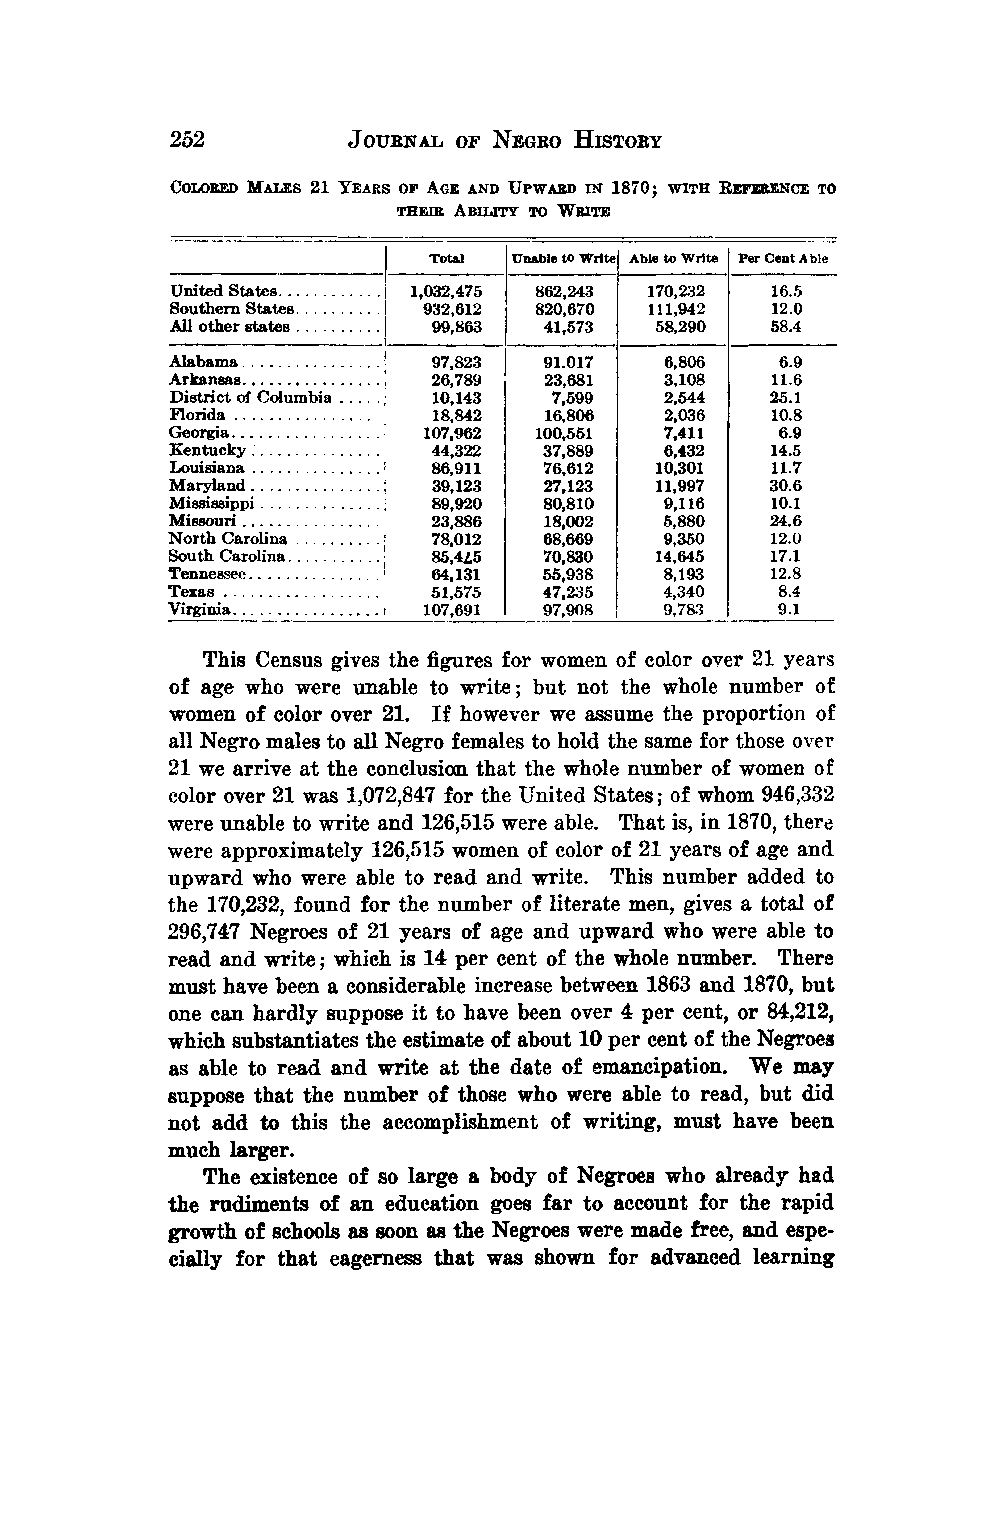 252 JOURNAL OF NEGRO HISTORY
COLORED MALES 21 YEARS OF AGE AND UPWARD IN 1870; WITH REFERENCE TO
THEIR ABILITY TO WRITE
Total Unable to Write Able to Write Per Cent Able
United States............ 1,032,475 862,243 170,232 16.5
Southern States.......... 932,612 820,670 111,942 12.0
All other states .......... 99,863 41,573 58,290 58.4
Alabama............... 97,823 91.017 6,806 6.9
Arkansas............... 26,789 23,681 3,108 11.6
District of Columbia ..... 10,143 7,599 2,544 25.1
Florida ............... 18,842 16,806 2,036 10.8
Georgia................ 107,962 100,551 7,411 6.9
Kentucky .............. 44,322 37,889 6,432 14.5
Louisiana .............. 86,911 76,612 10,301 11.7
Maryland .............. 39,123 27,123 11,997 30.6
Mississippi ............. 89,920 80,810 9,116 10.1
Missouri ............... 23,886 18,002 5,880 24.6
North Carolina ......... 78,012 68,669 9,350 12.0
South Carolina.......... 85,475 70,830 14,645 17.1
Tennessee.............. 64,131 55,938 8,193 12.8
Texas ................. 51,575 47,235 4,340 8.4
Virginia................ 107,691 97,908 9,783 9.1
This Census gives the figures for women of color over 21 years
of age who were unable to write; but not the whole number of
women of color over 21. If however we assume the proportion of
all Negro males to all Negro females to hold the same for those over
21 we arrive at the conclusion that the whole number of women of
color over 21 was 1,072,847 for the United States; of whom 946,332
were unable to write and 126,515 were able. That is, in 1870, there
were approximately 126,515 women of color of 21 years of age and
upward who were able to read and write. This number added to
the 170,232, found for the number of literate men, gives a total of
296,747 Negroes of 21 years of age and upward who were able to
read and write; which is 14 per cent of the whole number. There
must have been a considerable increase between 1863 and 1870, but
one can hardly suppose it to have been over 4 per cent, or 84,212,
which substantiates the estimate of about 10 per cent of the Negroes
as able to read and write at the date of emancipation. We may
suppose that the number of those who were able to read, but did
not add to this the accomplishment of writing, must have been
much larger.
The existence of so large a body of Negroes who already had
the rudiments of an education goes far to account for the rapid
growth of schools as soon as the Negroes were made free, and espe-
cially for that eagerness that was shown for advanced learning